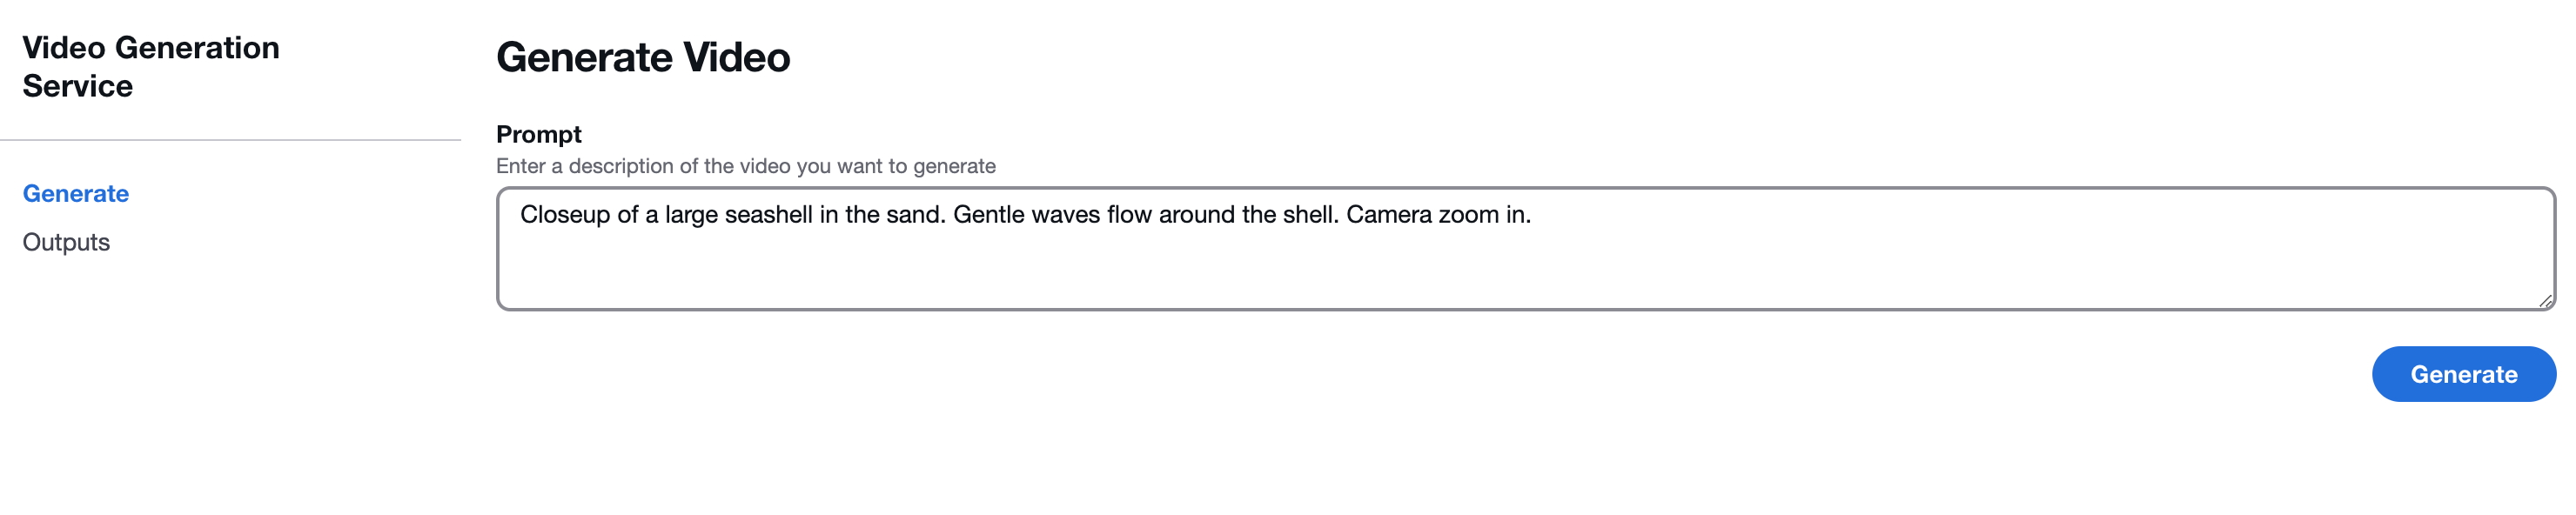 Video Generation
Service
Generate
Outputs
Generate Video
Prompt
Enter a description of the video you want to generate
Closeup of a large seashell in the sand. Gentle waves flow around the shell. Camera zoom in.
Generate